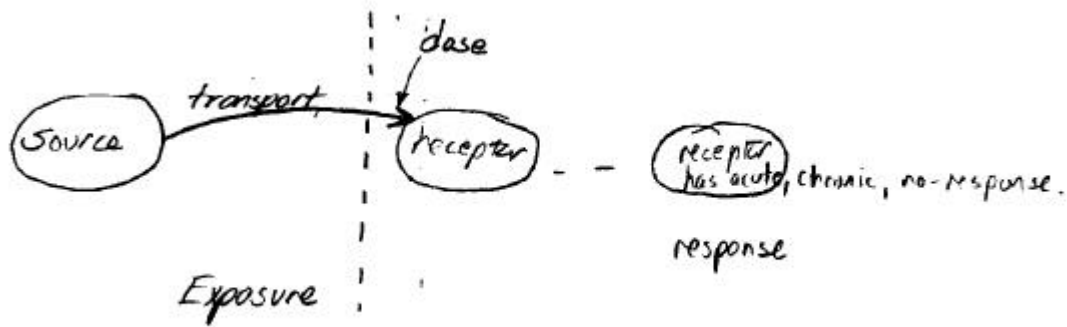 dose
transport
Source
recepter
recepter
has acute, chronic, no-response.
response
Exposure